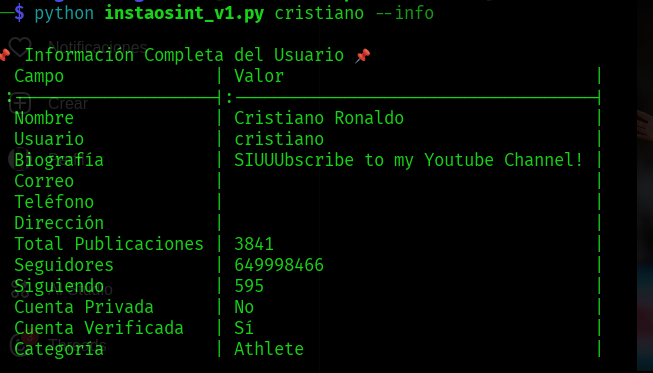 $ python instaosint_v1.py cristiano --info
📌 Información Completa del Usuario 📌
Campo | Valor |
:--------------------|:------------------------------------|
Nombre | Cristiano Ronaldo |
Usuario | cristiano |
Biografía | SIUUUbscribe to my Youtube Channel! |
Correo | |
Teléfono | |
Dirección | |
Total Publicaciones | 3841 |
Seguidores | 649998466 |
Siguiendo | 595 |
Cuenta Privada | No |
Cuenta Verificada | Sí |
Categoría | Athlete |
Notificaciones
Crear
Threads